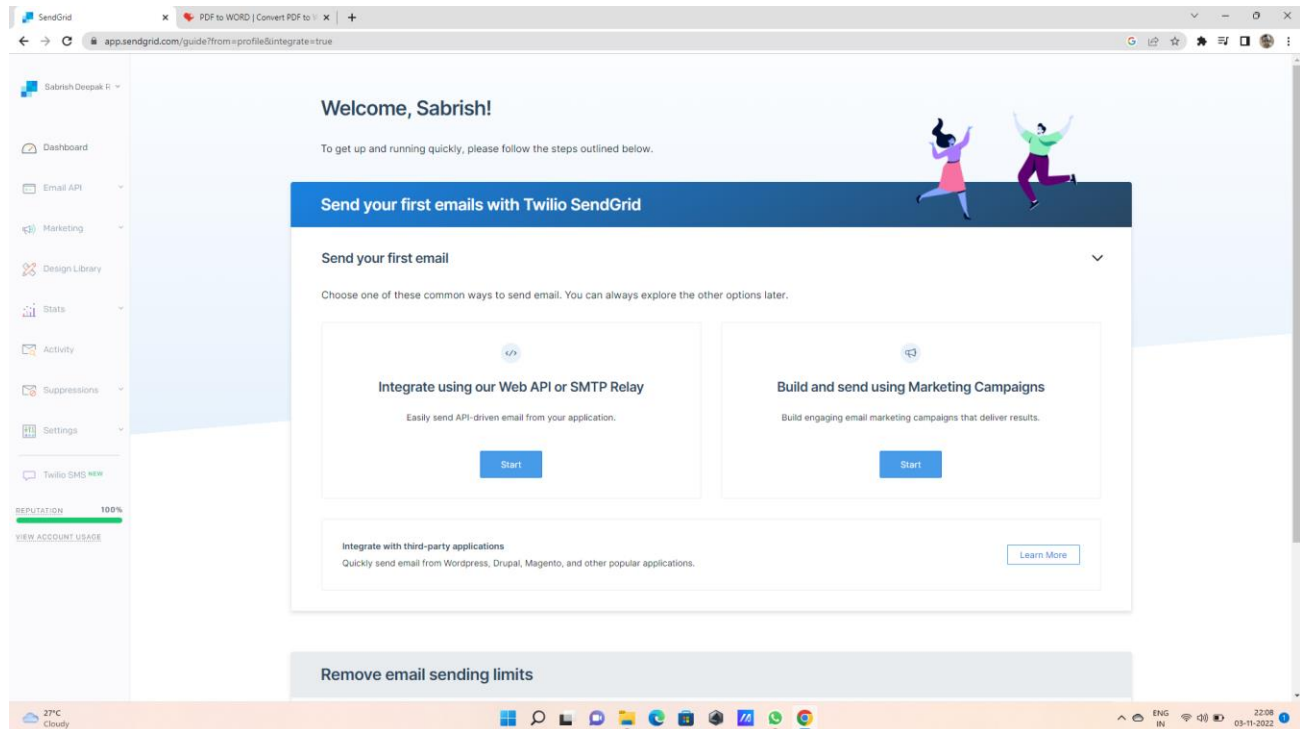 SendGrid
PDF to WORD | Convert PDF to
app.sendgrid.com/guide?from=profile&integrate=true
Sabrish Deepak
Dashboard
Email API
Marketing
Design Library
Stats
Activity
Suppressions
Settings
Twilio SMS NEW
REPUTATION 100%
VIEW ACCOUNT USAGE
Welcome, Sabrish!
To get up and running quickly, please follow the steps outlined below.
Send your first emails with Twilio SendGrid
Send your first email
Choose one of these common ways to send email. You can always explore the other options later.
Integrate using our Web API or SMTP Relay
Easily send API-driven email from your application.
Start
Build and send using Marketing Campaigns
Build engaging email marketing campaigns that deliver results.
Start
Integrate with third-party applications
Quickly send email from Wordpress, Drupal, Magento, and other popular applications.
Learn More
Remove email sending limits
27°C
Cloudy
ENG
IN
22:08
03-11-2022
1